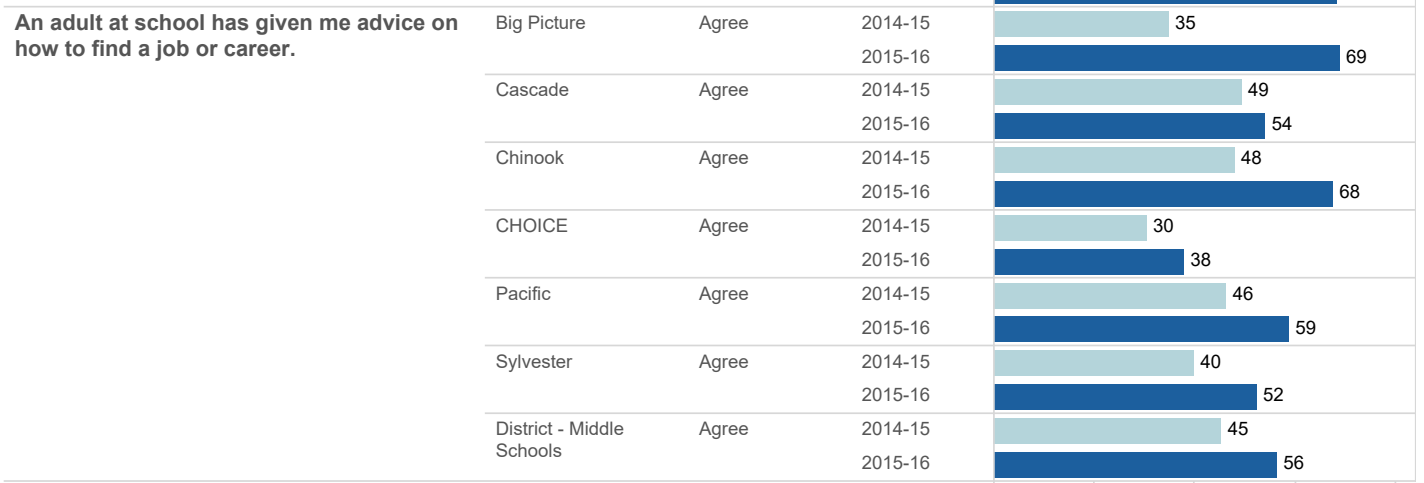 An adult at school has given me advice on
how to find a job or career.
Big Picture Agree 2014-15 35
2015-16 69
Cascade Agree 2014-15 49
2015-16 54
Chinook Agree 2014-15 48
2015-16 68
CHOICE Agree 2014-15 30
2015-16 38
Pacific Agree 2014-15 46
2015-16 59
Sylvester Agree 2014-15 40
2015-16 52
District - Middle
Schools Agree 2014-15 45
2015-16 56